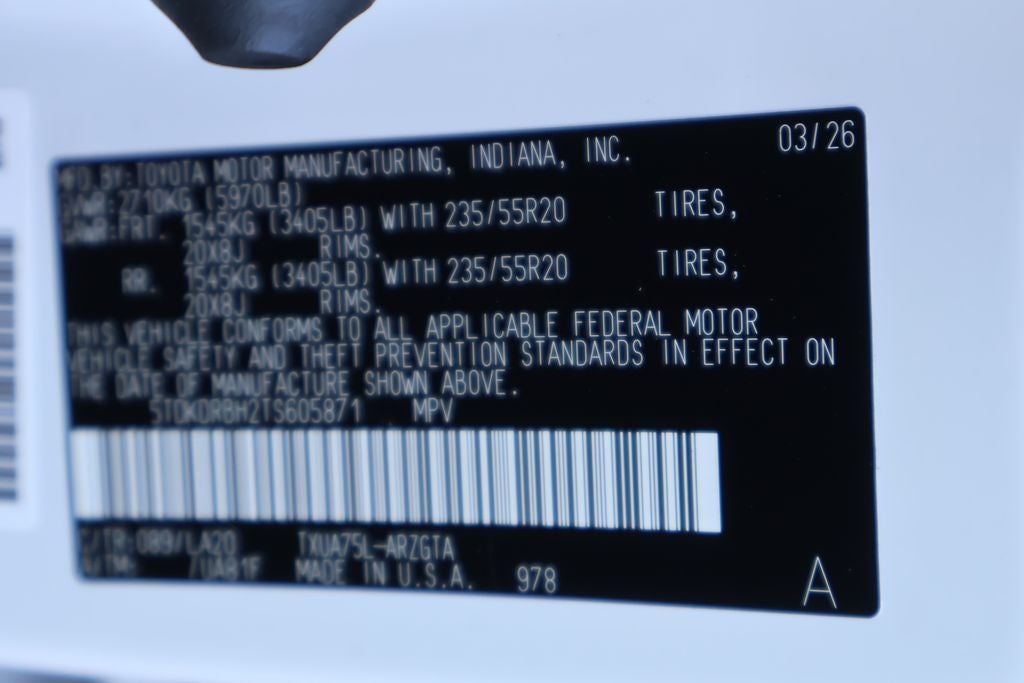 MFD.BY: TOYOTA MOTOR MANUFACTURING, INDIANA, INC. 03/26
GVWR: 2710KG (5970LB)
GAWR: FRT. 1545KG (3405LB) WITH 235/55R20 TIRES,
20X8J RIMS.
RR. 1545KG (3405LB) WITH 235/55R20 TIRES,
20X8J RIMS.
THIS VEHICLE CONFORMS TO ALL APPLICABLE FEDERAL MOTOR
VEHICLE SAFETY AND THEFT PREVENTION STANDARDS IN EFFECT ON
THE DATE OF MANUFACTURE SHOWN ABOVE.
5TDKDRBH2TS605871 MPV
C/TR: 089/LA20 TXUA75L-ARZGTA
MADE IN U.S.A. 978 A